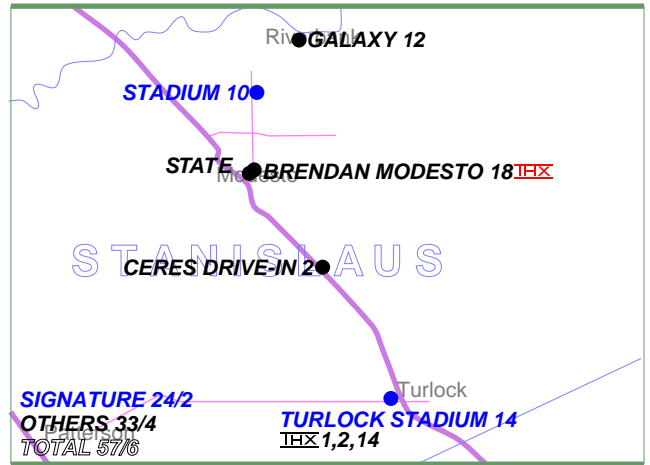 Riverbank
GALAXY 12
STADIUM 10
STATE
BRENDAN MODESTO 18 THX
Modesto
STANISLAUS
CERES DRIVE-IN 2
Turlock
TURLOCK STADIUM 14
THX 1,2,14
SIGNATURE 24/2
OTHERS 33/4
Patterson
TOTAL 57/6